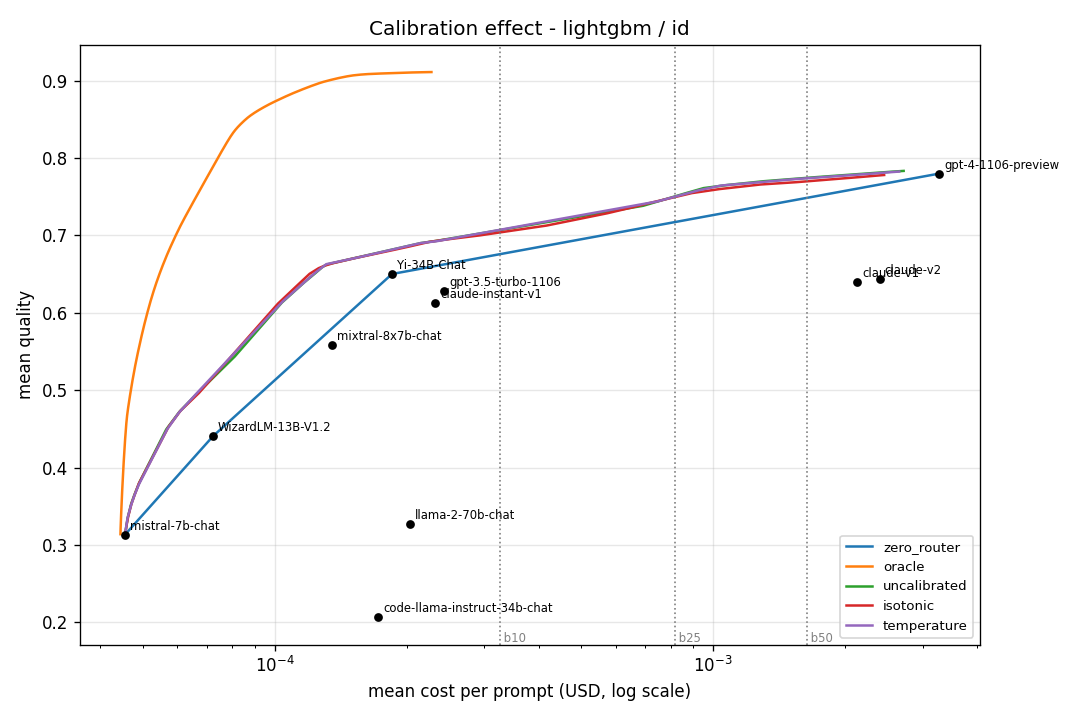 Calibration effect - lightgbm / id
mean quality
0.9
0.8
0.7
0.6
0.5
0.4
0.3
0.2
gpt-4-1106-preview
Yi-34B-Chat
claude-v1
claude-v2
gpt-3.5-turbo-1106
claude-instant-v1
mixtral-8x7b-chat
WizardLM-13B-V1.2
mistral-7b-chat
llama-2-70b-chat
code-llama-instruct-34b-chat
zero_router
oracle
uncalibrated
isotonic
temperature
b10
b25
b50
10⁻⁴
10⁻³
mean cost per prompt (USD, log scale)